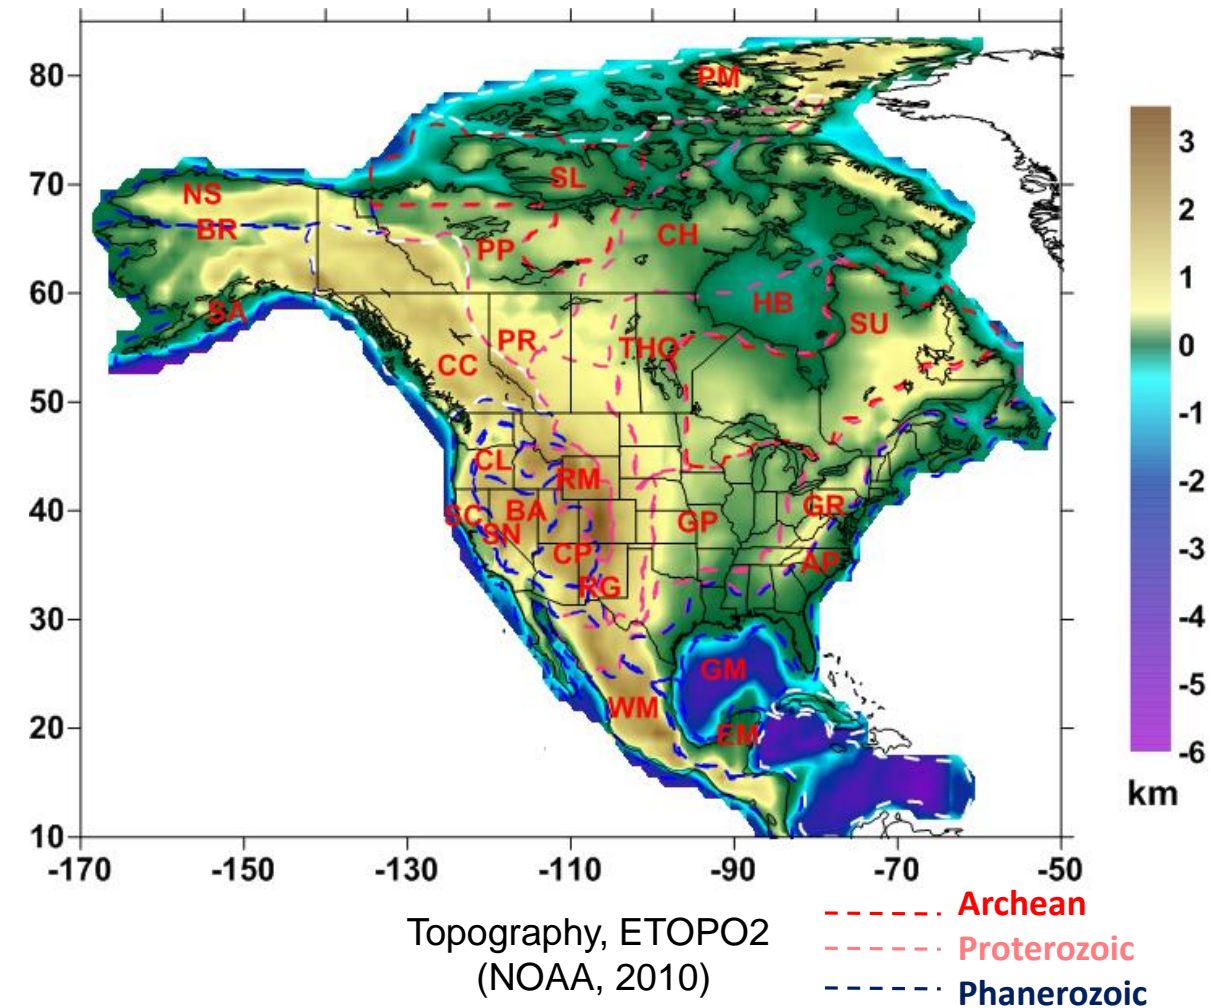 80
PM
3
70
NS
SL
2
BR
CH
PP
1
60
SA
HB
SU
0
PR
THO
CC
50
-1
CL
RM
-2
40
SC
BA
SN
GP
GR
CP
AP
-3
RG
30
-4
GM
WM
-5
20
EM
-6
km
10
-170
-150
-130
-110
-90
-70
-50
Topography, ETOPO2
(NOAA, 2010)
Archean
Proterozoic
Phanerozoic